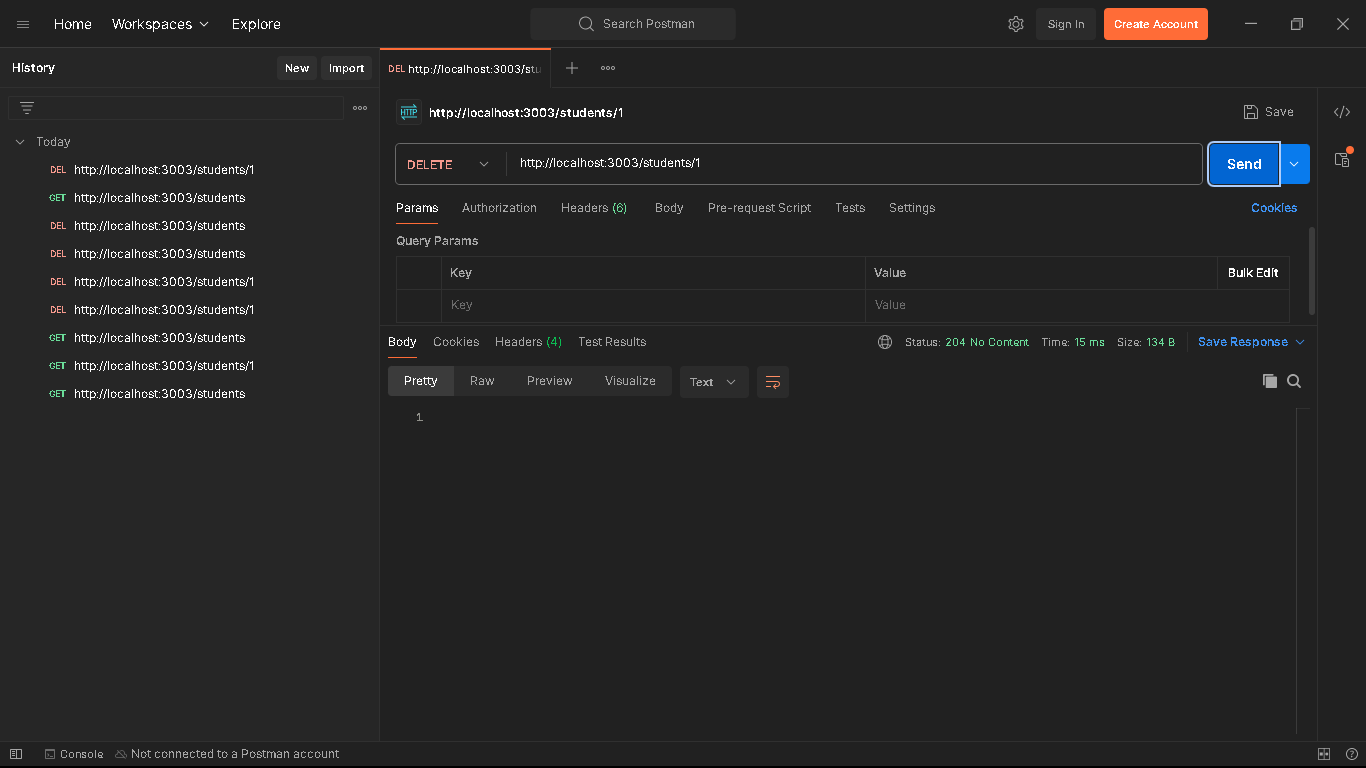 Home Workspaces Explore Search Postman Sign In Create Account
History New Import
DEL http://localhost:3003/stu
HTTP http://localhost:3003/students/1 Save
Today
DEL http://localhost:3003/students/1
GET http://localhost:3003/students
DEL http://localhost:3003/students
DEL http://localhost:3003/students
DEL http://localhost:3003/students/1
DEL http://localhost:3003/students/1
GET http://localhost:3003/students
GET http://localhost:3003/students/1
GET http://localhost:3003/students
DELETE http://localhost:3003/students/1 Send
Params Authorization Headers (6) Body Pre-request Script Tests Settings Cookies
Query Params
Key Value Bulk Edit
Key Value
Body Cookies Headers (4) Test Results Status: 204 No Content Time: 15 ms Size: 134 B Save Response
Pretty Raw Preview Visualize Text
1
Console Not connected to a Postman account